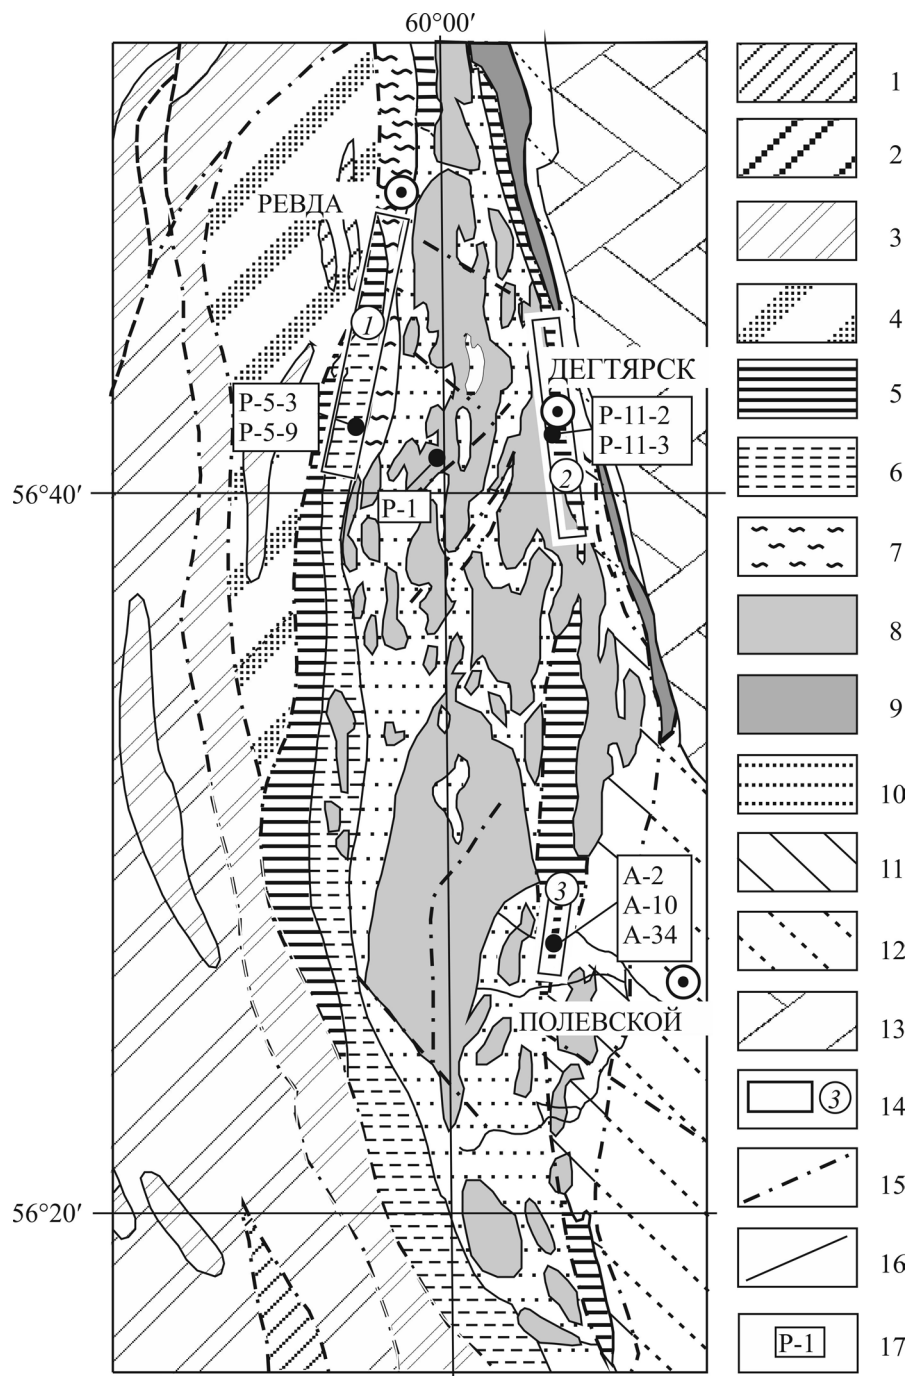 60°00′
РЕВДА
1
ДЕГТЯРСК
Р-5-3
Р-5-9
Р-11-2
Р-11-3
2
56°40′
Р-1
3
А-2
А-10
А-34
ПОЛЕВСКОЙ
56°20′
1
2
3
4
5
6
7
8
9
10
11
12
13
3
14
15
16
Р-1
17